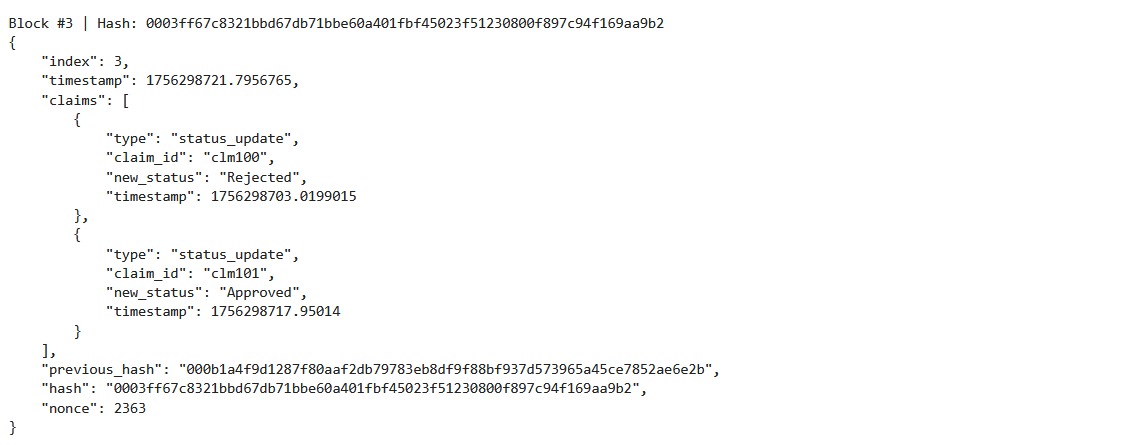 Block #3 | Hash: 0003ff67c8321bbd67db71bbe60a401fbf45023f51230800f897c94f169aa9b2
{
    "index": 3,
    "timestamp": 1756298721.7956765,
    "claims": [
        {
            "type": "status_update",
            "claim_id": "clm100",
            "new_status": "Rejected",
            "timestamp": 1756298703.0199015
        },
        {
            "type": "status_update",
            "claim_id": "clm101",
            "new_status": "Approved",
            "timestamp": 1756298717.95014
        }
    ],
    "previous_hash": "000b1a4f9d1287f80aaf2db79783eb8df9f88bf937d573965a45ce7852ae6e2b",
    "hash": "0003ff67c8321bbd67db71bbe60a401fbf45023f51230800f897c94f169aa9b2",
    "nonce": 2363
}